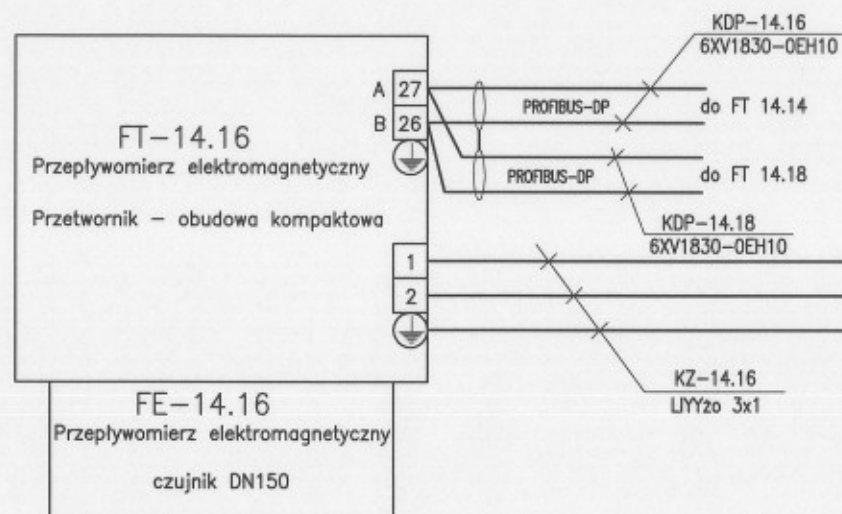 KDP-14.16
6XV1830-0EH10
A 27 PROFIBUS-DP do FT 14.14
B 26
FT-14.16
Przepływomierz elektromagnetyczny
Przetwornik - obudowa kompaktowa
PROFIBUS-DP do FT 14.18
KDP-14.18
6XV1830-0EH10
1
2
KZ-14.16
LIYYżo 3x1
FE-14.16
Przepływomierz elektromagnetyczny
czujnik DN150